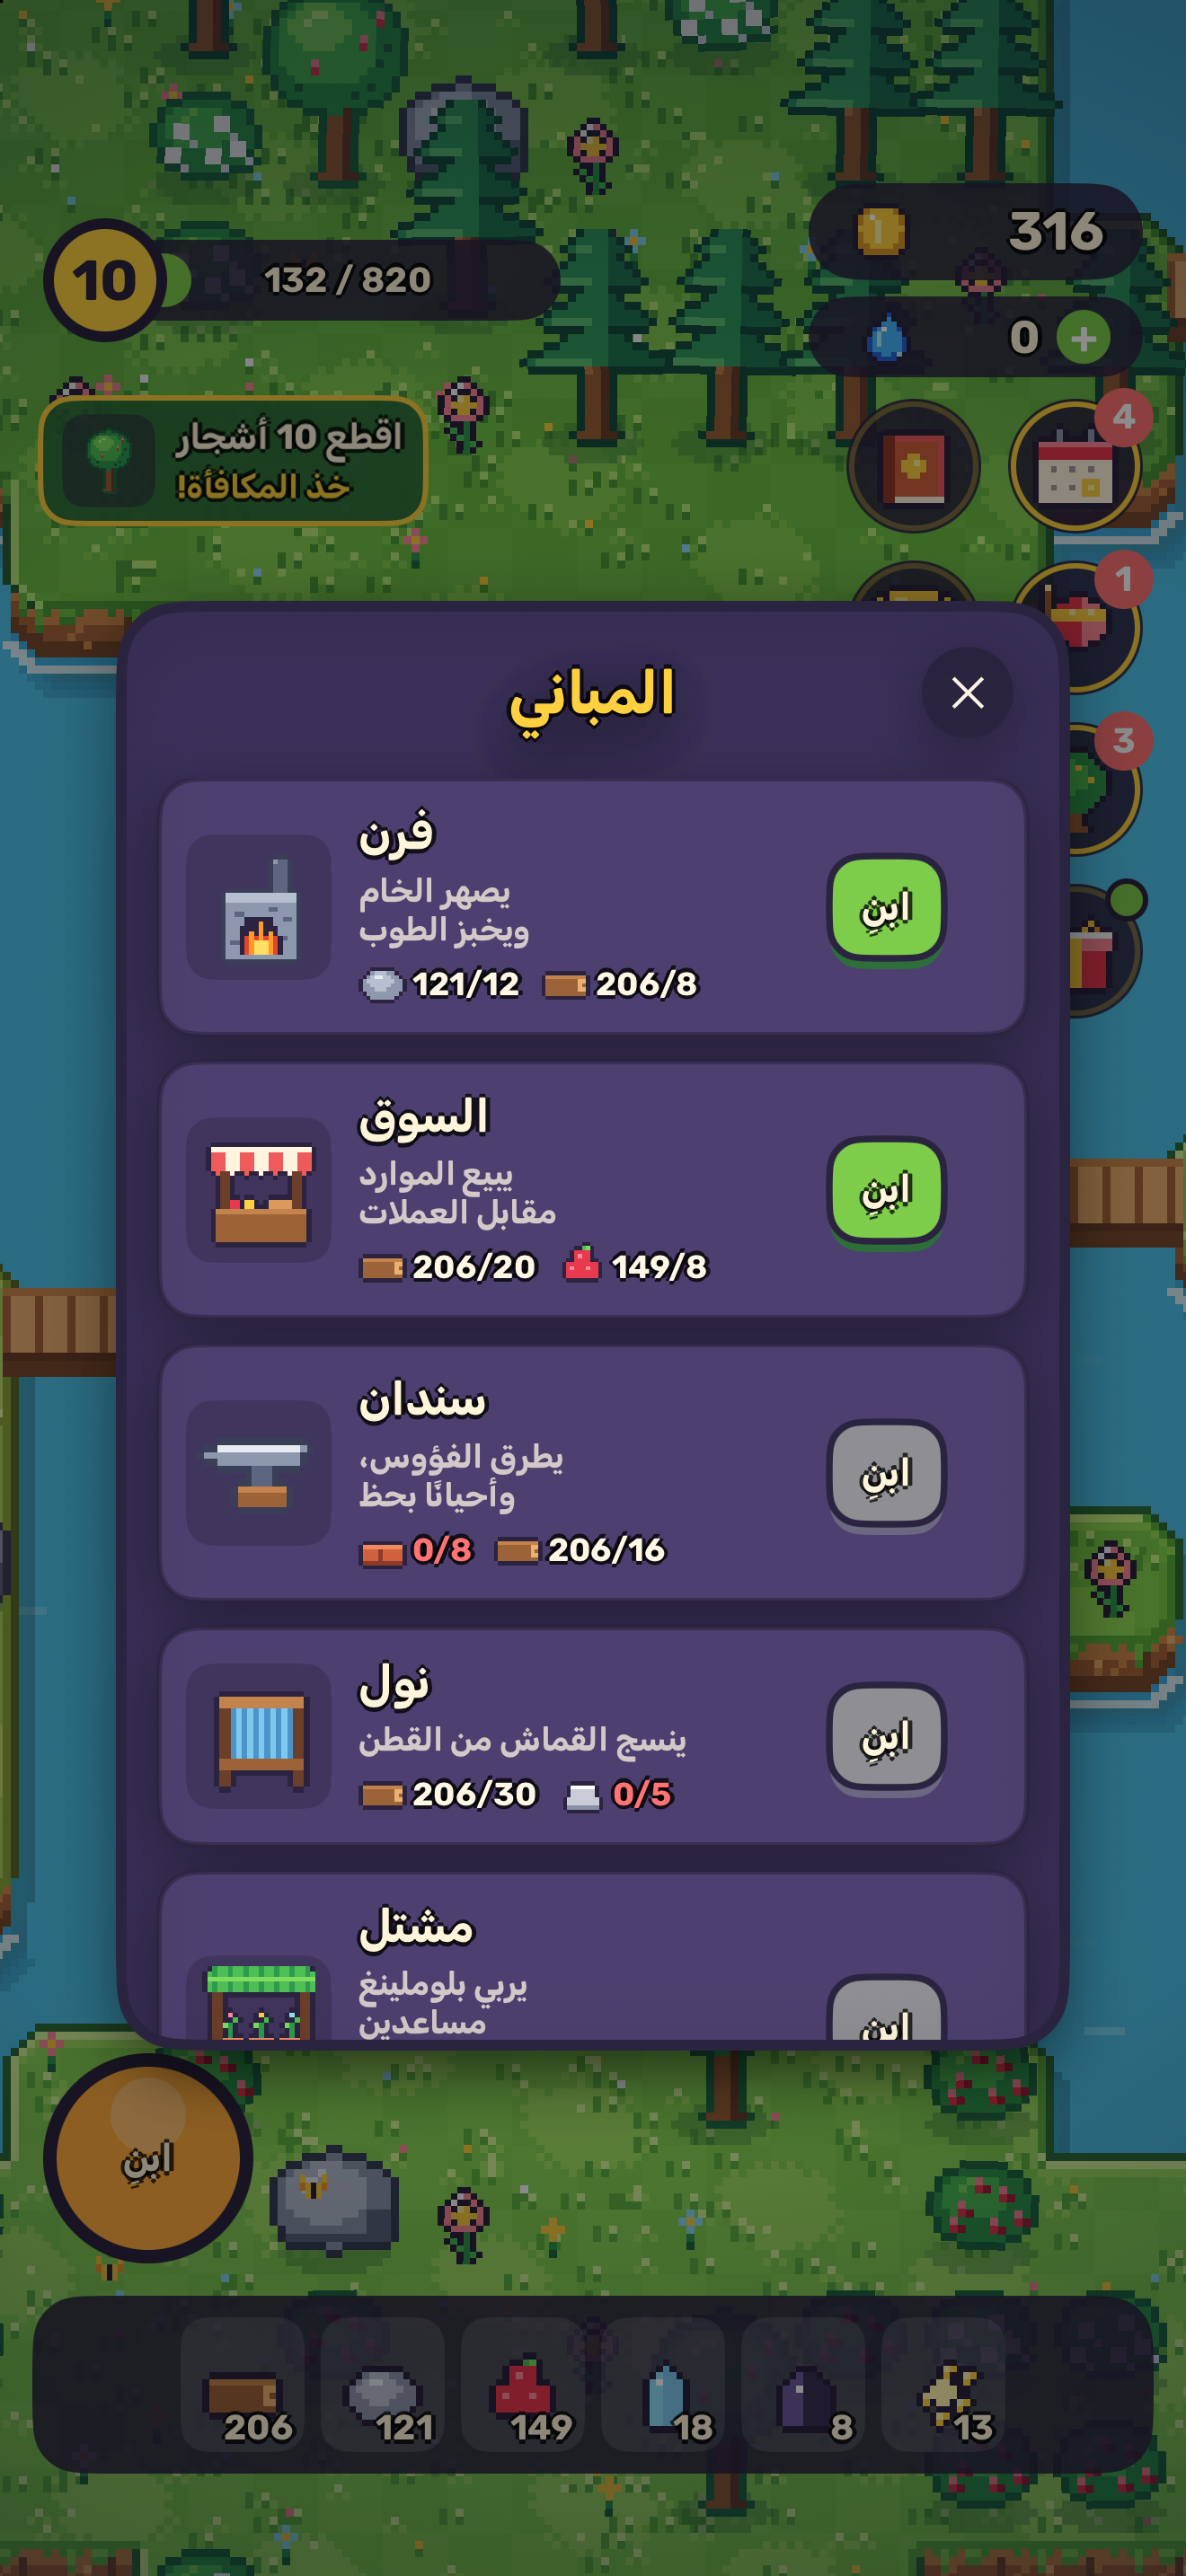 316
10
132 / 820
0
+
اقطع 10 أشجار
خذ المكافأة!
4
1
3
المباني
فرن
يصهر الخام
ويخبز الطوب
121/12 206/8
ابنِ
السوق
يبيع الموارد
مقابل العملات
206/20 149/8
ابنِ
سندان
يطرق الفؤوس،
وأحيانًا بحظ
0/8 206/16
ابنِ
نول
ينسج القماش من القطن
206/30 0/5
ابنِ
مشتل
يربي بلوملينغ
مساعدين
ابنِ
ابنِ
206 121 149 18 8 13